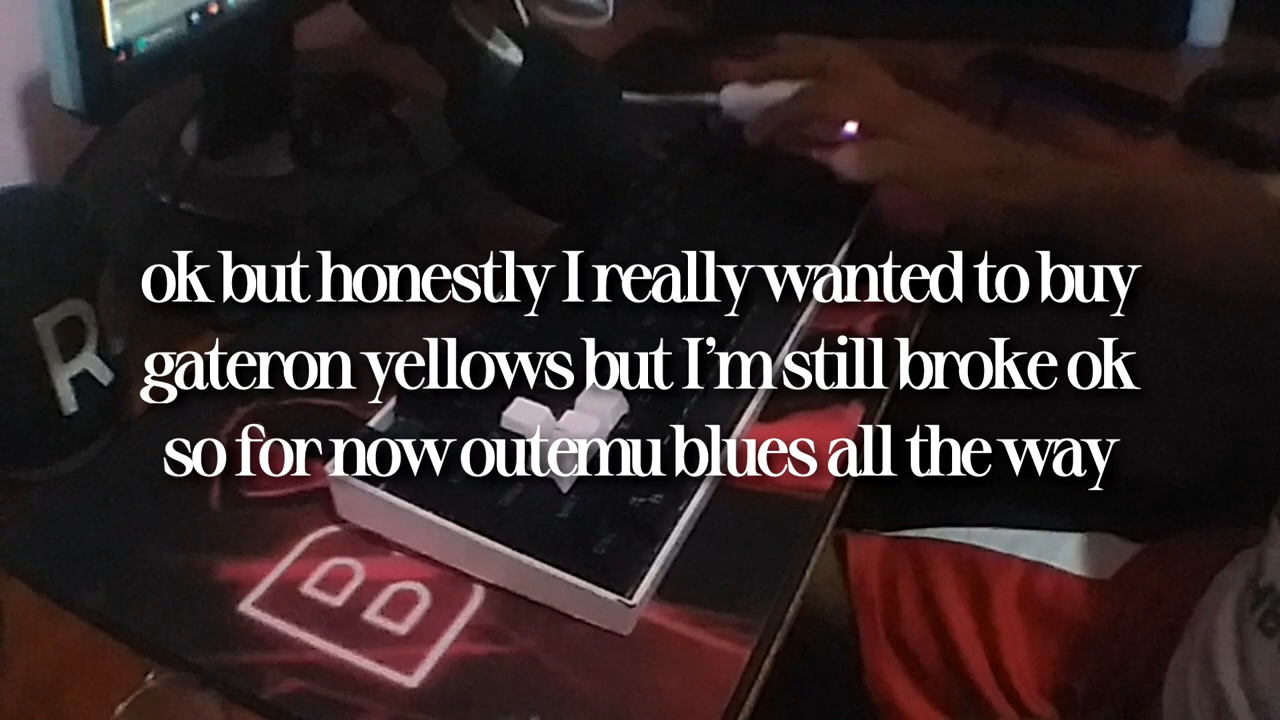 ok but honestly I really wanted to buy
gateron yellows but I'm still broke ok
so for now outemu blues all the way
R
B